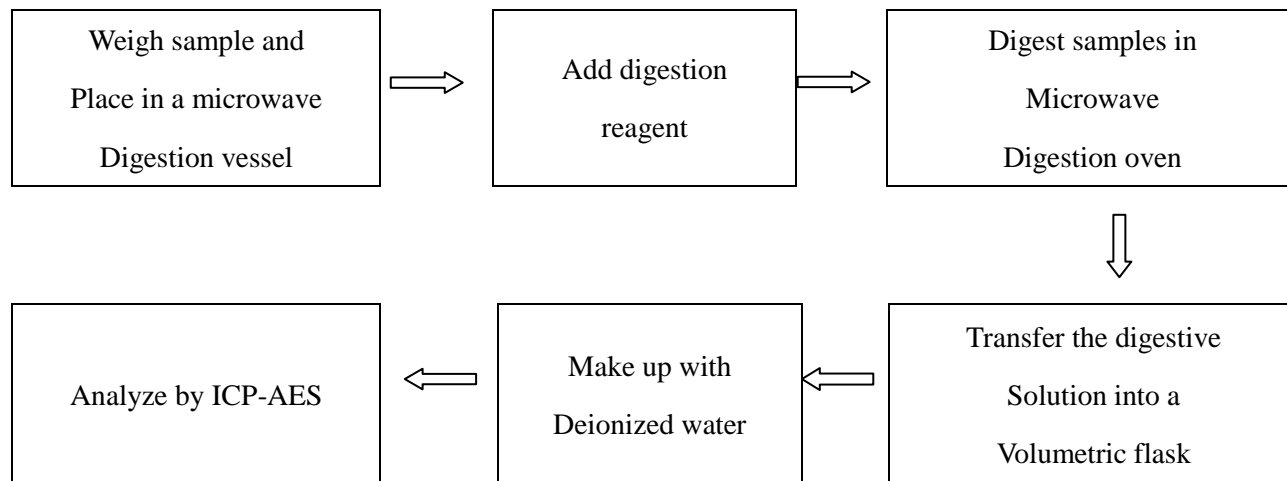 Weigh sample and
Place in a microwave
Digestion vessel
Add digestion
reagent
Digest samples in
Microwave
Digestion oven
Transfer the digestive
Solution into a
Volumetric flask
Make up with
Deionized water
Analyze by ICP-AES